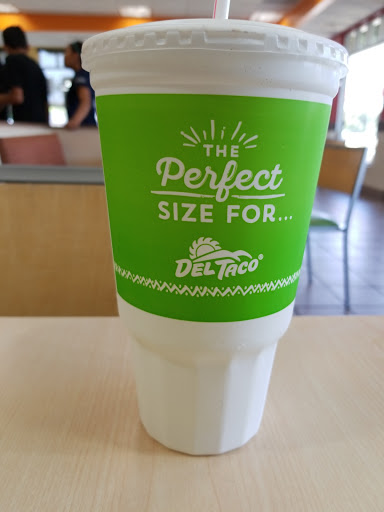 THE
Perfect
SIZE FOR...
DEL TACO®